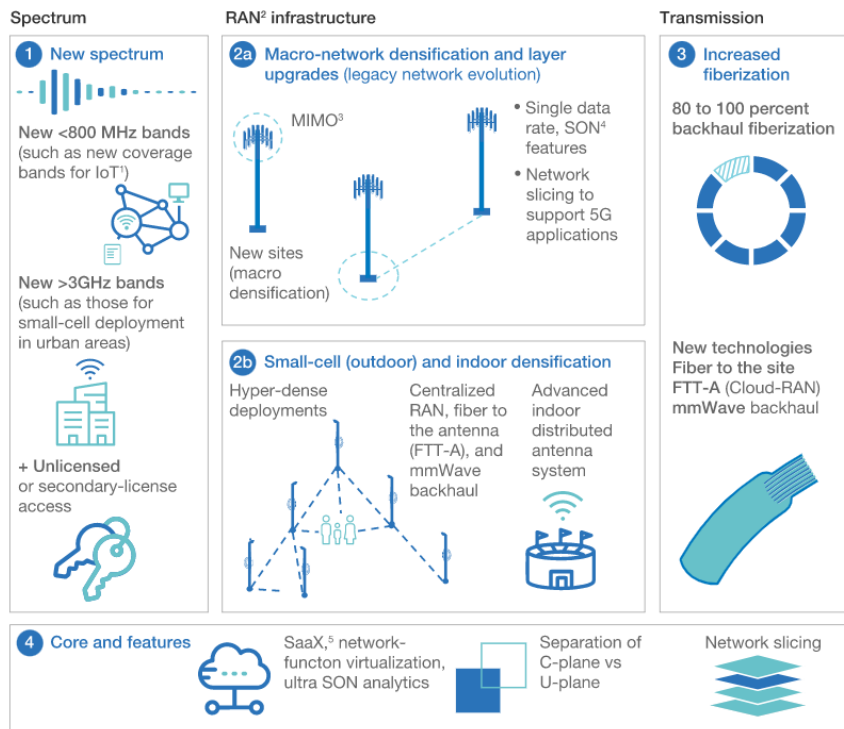 Spectrum
1 New spectrum
New <800 MHz bands
(such as new coverage
bands for IoT¹)
New >3GHz bands
(such as those for
small-cell deployment
in urban areas)
+ Unlicensed
or secondary-license
access
RAN² infrastructure
2a Macro-network densification and layer
upgrades (legacy network evolution)
MIMO³
New sites
(macro
densification)
• Single data
rate, SON⁴
features
• Network
slicing to
support 5G
applications
2b Small-cell (outdoor) and indoor densification
Hyper-dense
deployments
Centralized
RAN, fiber to
the antenna
(FTT-A), and
mmWave
backhaul
Advanced
indoor
distributed
antenna
system
Transmission
3 Increased
fiberization
80 to 100 percent
backhaul fiberization
New technologies
Fiber to the site
FTT-A (Cloud-RAN)
mmWave backhaul
4 Core and features
SaaX,⁵ network-
functon virtualization,
ultra SON analytics
Separation of
C-plane vs
U-plane
Network slicing